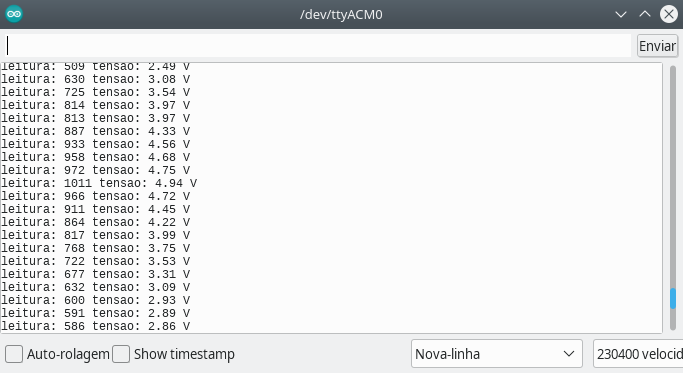 /dev/ttyACM0
Enviar
leitura: 509 tensao: 2.49 V
leitura: 630 tensao: 3.08 V
leitura: 725 tensao: 3.54 V
leitura: 814 tensao: 3.97 V
leitura: 813 tensao: 3.97 V
leitura: 887 tensao: 4.33 V
leitura: 933 tensao: 4.56 V
leitura: 958 tensao: 4.68 V
leitura: 972 tensao: 4.75 V
leitura: 1011 tensao: 4.94 V
leitura: 966 tensao: 4.72 V
leitura: 911 tensao: 4.45 V
leitura: 864 tensao: 4.22 V
leitura: 817 tensao: 3.99 V
leitura: 768 tensao: 3.75 V
leitura: 722 tensao: 3.53 V
leitura: 677 tensao: 3.31 V
leitura: 632 tensao: 3.09 V
leitura: 600 tensao: 2.93 V
leitura: 591 tensao: 2.89 V
leitura: 586 tensao: 2.86 V
Auto-rolagem Show timestamp Nova-linha 230400 velocid